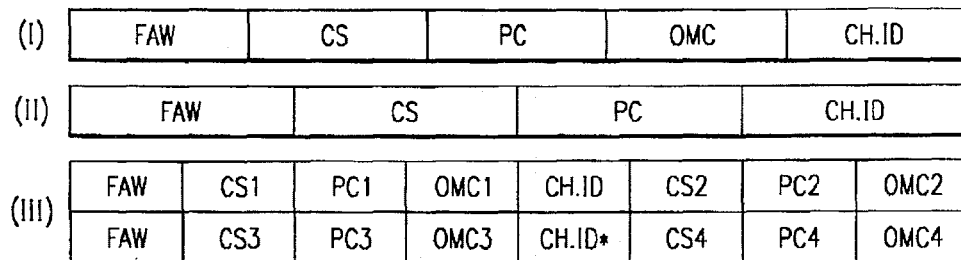 (I) FAW CS PC OMC CH.ID
(II) FAW CS PC CH.ID
(III)
FAW CS1 PC1 OMC1 CH.ID CS2 PC2 OMC2
FAW CS3 PC3 OMC3 CH.ID* CS4 PC4 OMC4